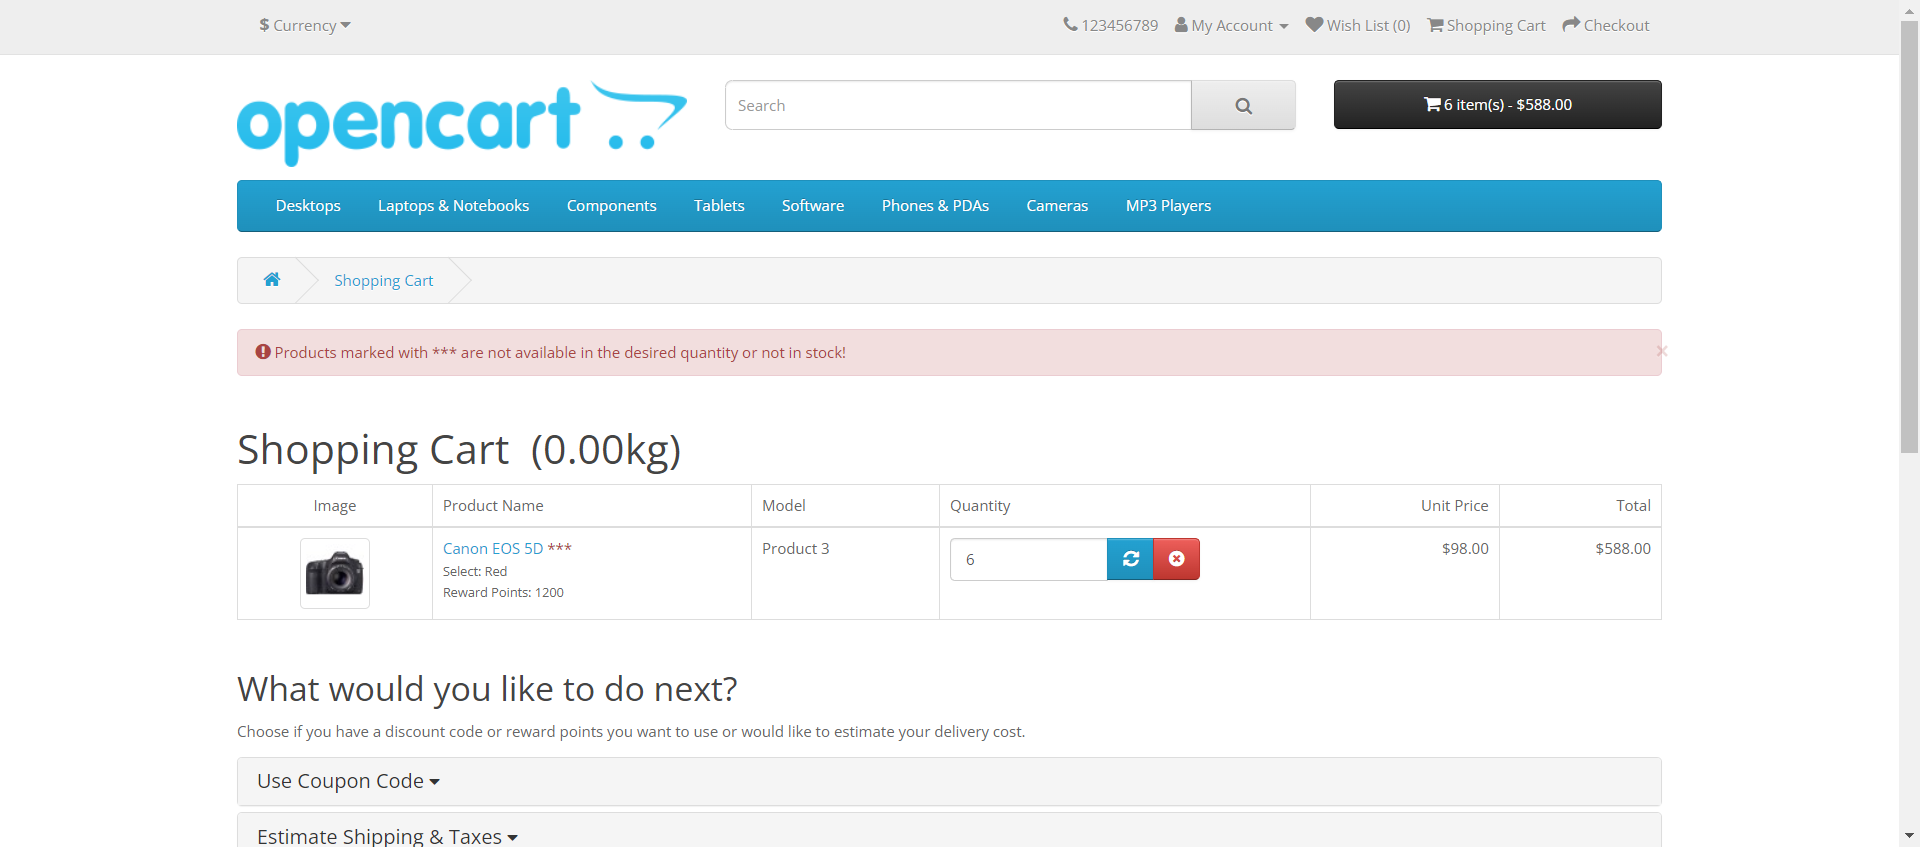 $ Currency
123456789 My Account Wish List (0) Shopping Cart Checkout
opencart
Search
6 item(s) - $588.00
Desktops Laptops & Notebooks Components Tablets Software Phones & PDAs Cameras MP3 Players
Shopping Cart
Products marked with *** are not available in the desired quantity or not in stock!
×
Shopping Cart (0.00kg)
Image Product Name Model Quantity Unit Price Total
Canon EOS 5D *** Product 3 6 $98.00 $588.00
Select: Red
Reward Points: 1200
What would you like to do next?
Choose if you have a discount code or reward points you want to use or would like to estimate your delivery cost.
Use Coupon Code
Estimate Shipping & Taxes